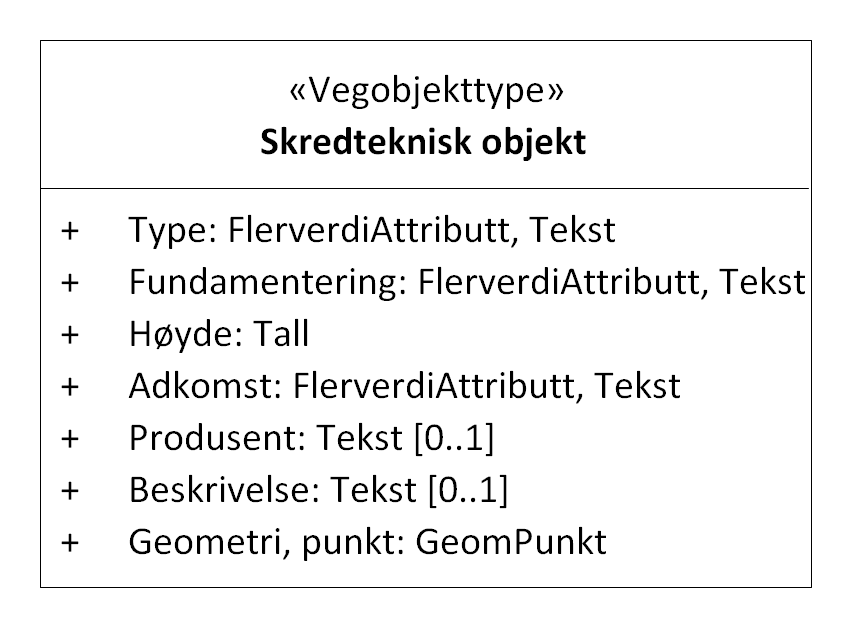 «Vegobjekttype»
Skredteknisk objekt
+ Type: FlerverdiAttributt, Tekst
+ Fundamentering: FlerverdiAttributt, Tekst
+ Høyde: Tall
+ Adkomst: FlerverdiAttributt, Tekst
+ Produsent: Tekst [0..1]
+ Beskrivelse: Tekst [0..1]
+ Geometri, punkt: GeomPunkt